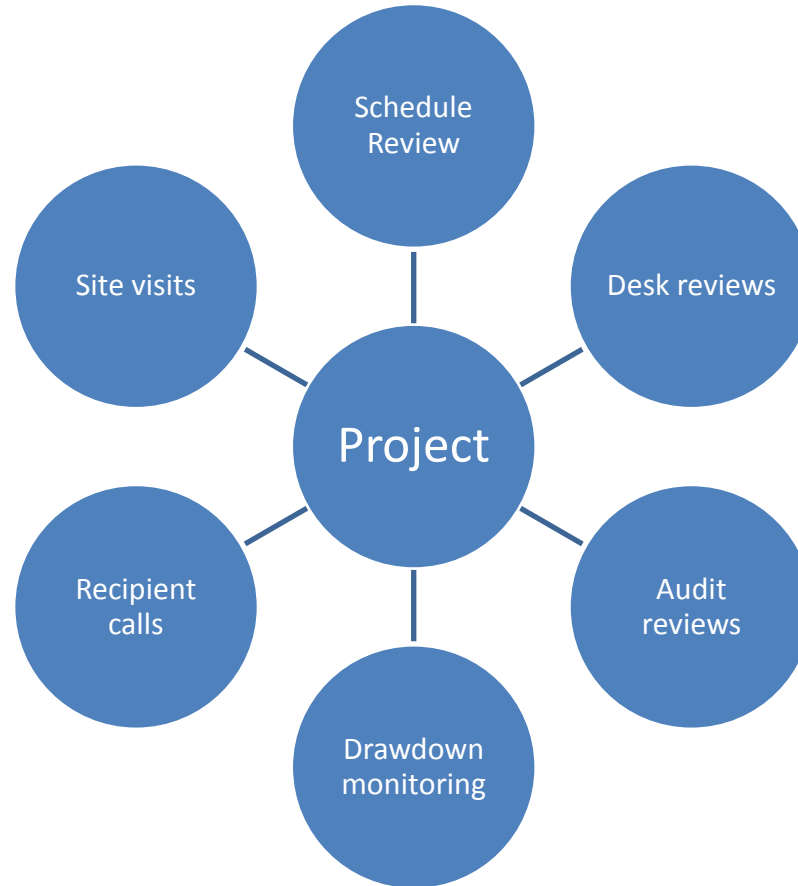 Schedule
Review
Site visits
Desk reviews
Project
Recipient
calls
Audit
reviews
Drawdown
monitoring